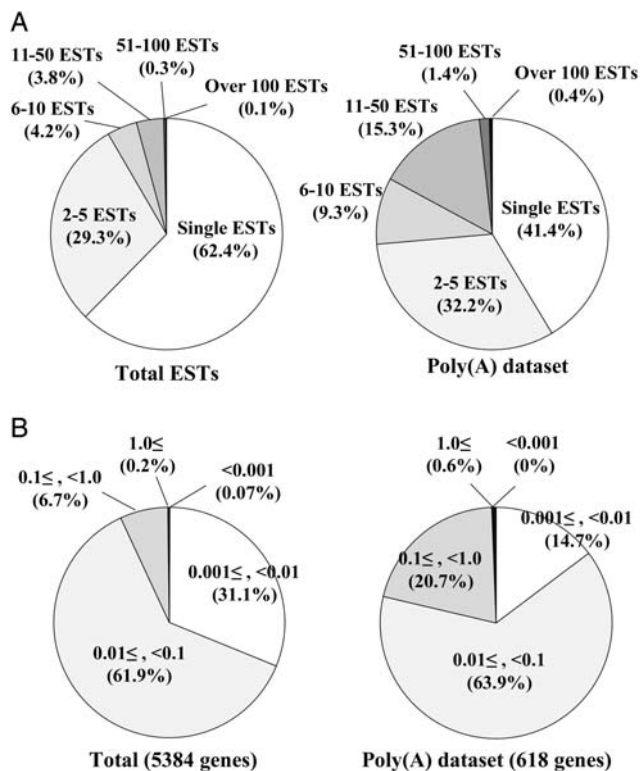 A
11-50 ESTs
(3.8%)
51-100 ESTs
(0.3%)
6-10 ESTs
(4.2%)
Over 100 ESTs
(0.1%)
2-5 ESTs
(29.3%)
Single ESTs
(62.4%)
Total ESTs
51-100 ESTs
(1.4%)
Over 100 ESTs
(0.4%)
11-50 ESTs
(15.3%)
6-10 ESTs
(9.3%)
Single ESTs
(41.4%)
2-5 ESTs
(32.2%)
Poly(A) dataset
B
1.0≤
(0.2%)
0.1≤ , <1.0
(6.7%)
<0.001
(0.07%)
0.001≤ , <0.01
(31.1%)
0.01≤ , <0.1
(61.9%)
Total (5384 genes)
1.0≤
(0.6%)
<0.001
(0%)
0.001≤ , <0.01
(14.7%)
0.1≤ , <1.0
(20.7%)
0.01≤ , <0.1
(63.9%)
Poly(A) dataset (618 genes)